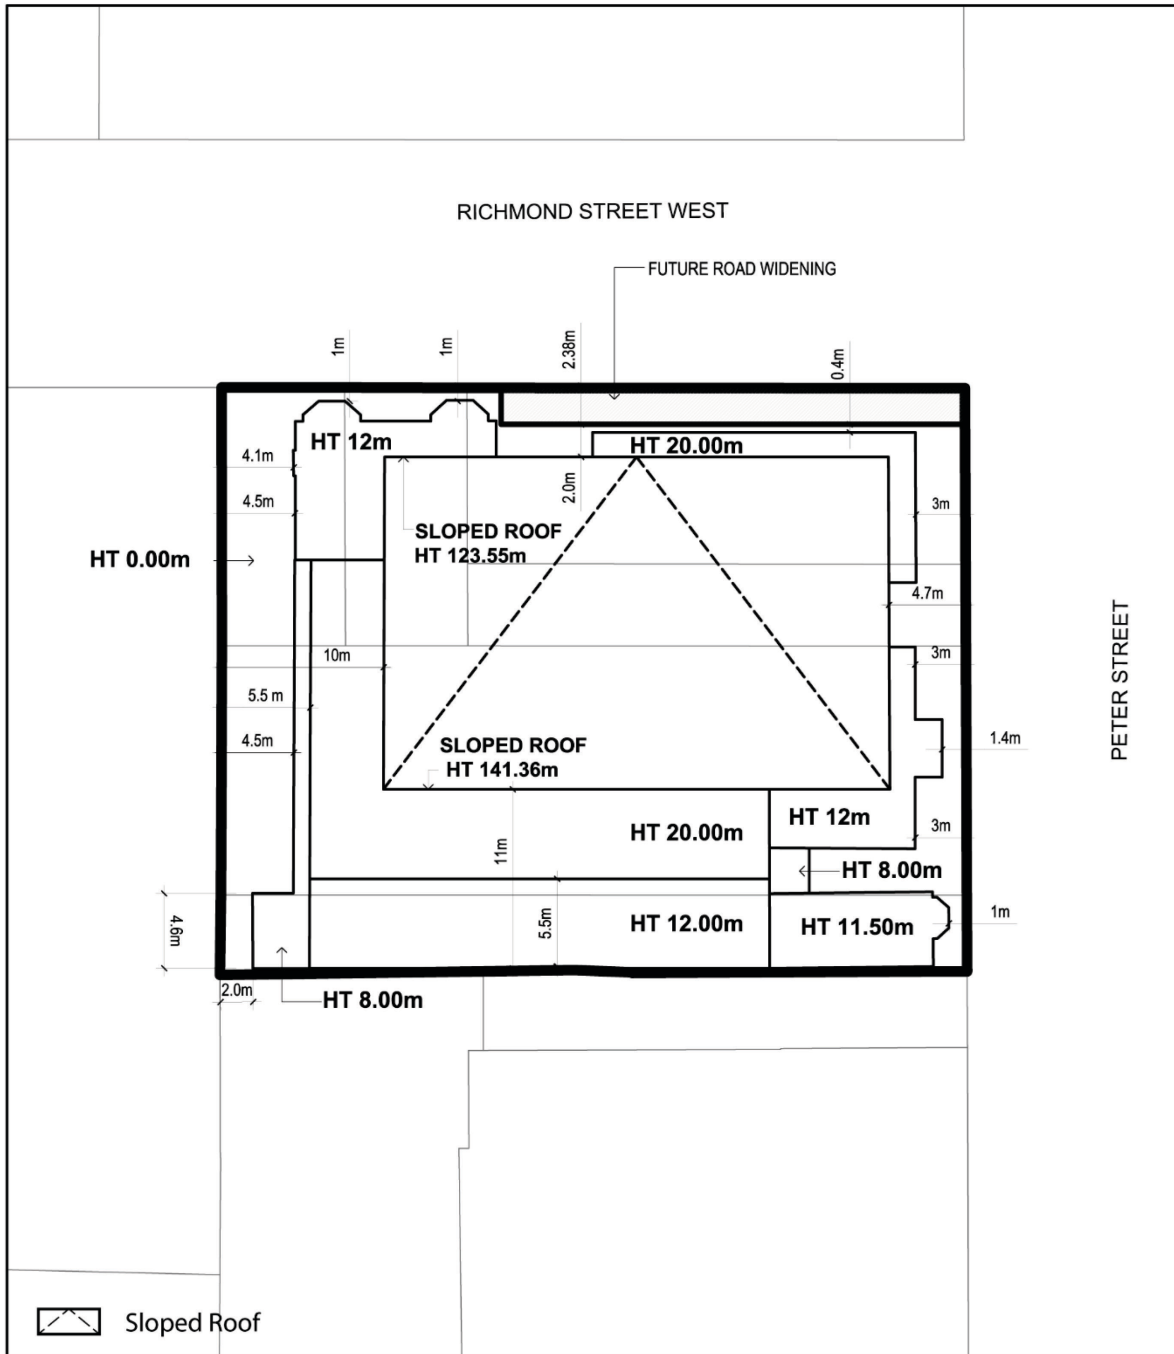 RICHMOND STREET WEST
FUTURE ROAD WIDENING
1m
1m
2.38m
0.4m
HT 12m
HT 20.00m
4.1m
2.0m
4.5m
3m
SLOPED ROOF
HT 123.55m
HT 0.00m
4.7m
10m
3m
PETER STREET
5.5 m
4.5m
1.4m
SLOPED ROOF
HT 141.36m
HT 12m
HT 20.00m
3m
11m
HT 8.00m
4.6m
5.5m
HT 12.00m
HT 11.50m
1m
2.0m
HT 8.00m
Sloped Roof